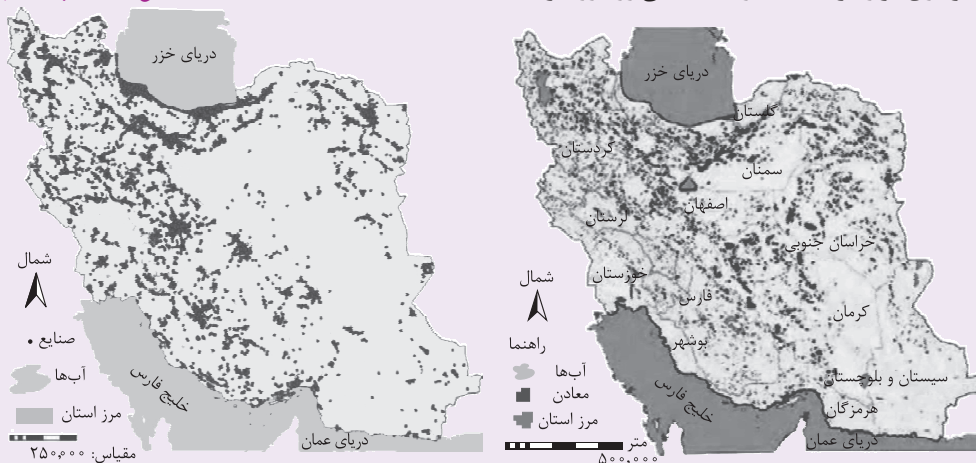 دریای خزر
شمال
صنایع
آب‌ها
مرز استان
مقیاس: ۲۵۰,۰۰۰
خلیج فارس
دریای عمان
دریای خزر
گلستان
کردستان
سمنان
اصفهان
لرستان
خراسان جنوبی
خوزستان
فارس
کرمان
بوشهر
سیستان و بلوچستان
هرمزگان
خلیج فارس
دریای عمان
شمال
راهنما
آب‌ها
معادن
مرز استان
متر
۵۰۰,۰۰۰